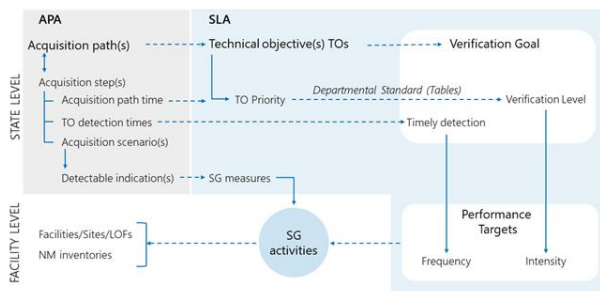 APA
SLA
Acquisition path(s)
Technical objective(s) TOs
Verification Goal
Acquisition step(s)
Acquisition path time
TO Priority
Departmental Standard (Tables)
Verification Level
TO detection times
Timely detection
Acquisition scenario(s)
Detectable indication(s)
SG measures
STATE LEVEL
FACILITY LEVEL
Facilities/Sites/LOFs
NM inventories
SG
activities
Performance
Targets
Frequency
Intensity